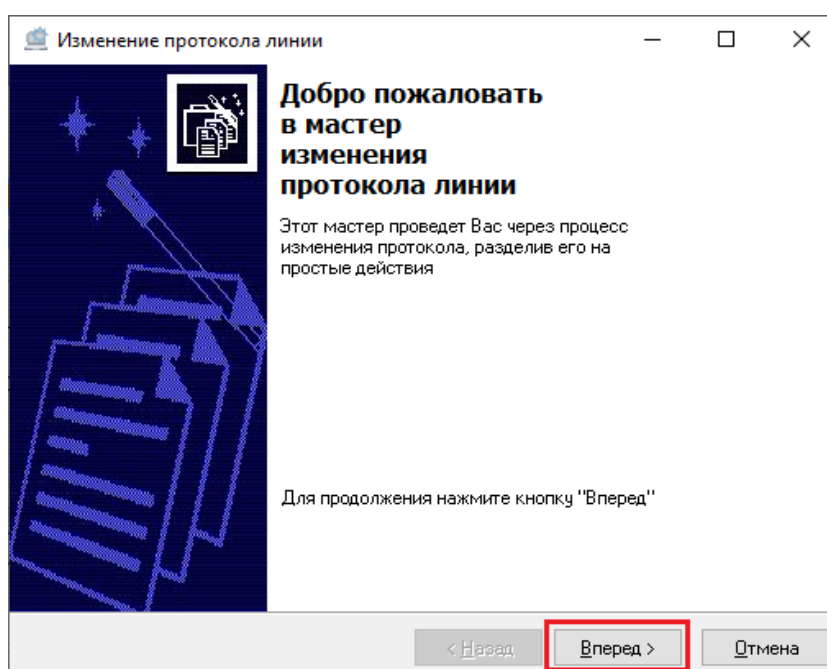 Изменение протокола линии
Добро пожаловать
в мастер
изменения
протокола линии
Этот мастер проведет Вас через процесс
изменения протокола, разделив его на
простые действия
Для продолжения нажмите кнопку "Вперед"
< Назад
Вперед >
Отмена